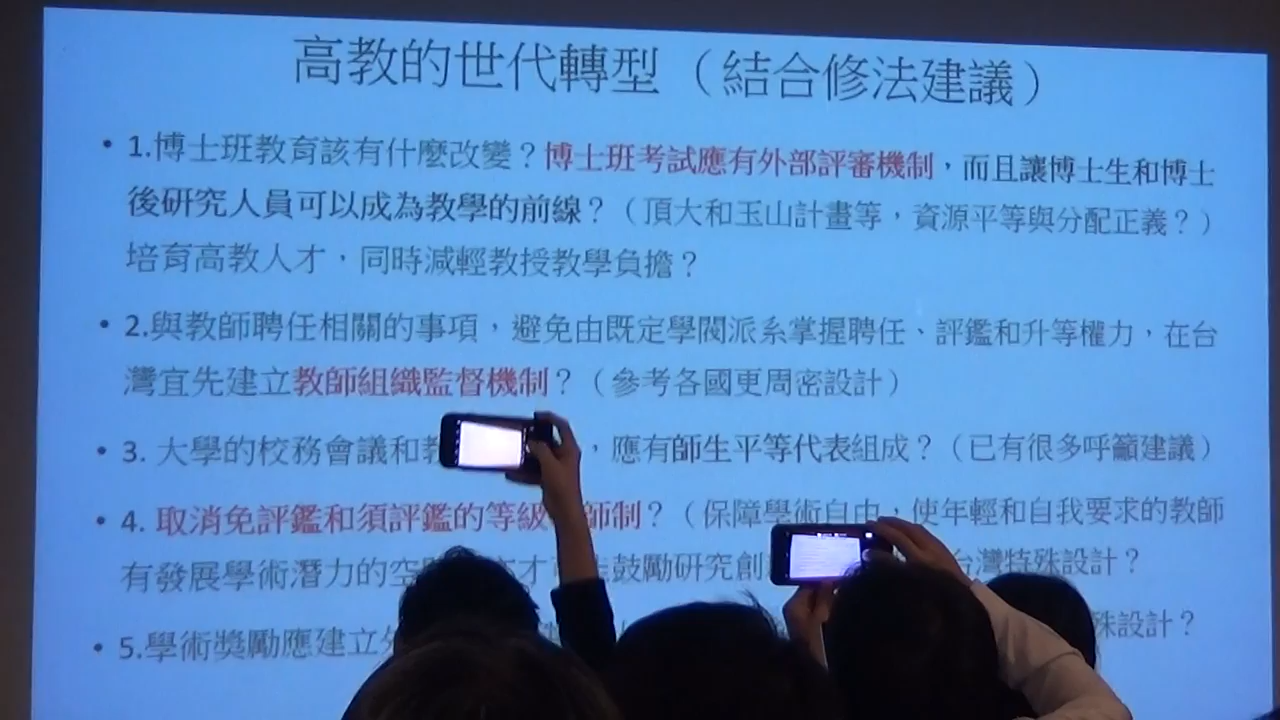 高教的世代轉型（結合修法建議）
• 1.博士班教育該有什麼改變？博士班考試應有外部評審機制，而且讓博士生和博士
後研究人員可以成為教學的前線？（頂大和玉山計畫等，資源平等與分配正義？）
培育高教人才，同時減輕教授教學負擔？
• 2.與教師聘任相關的事項，避免由既定學閥派系掌握聘任、評鑑和升等權力，在台
灣宜先建立教師組織監督機制？（參考各國更周密設計）
• 3. 大學的校務會議和 ，應有師生平等代表組成？（已有很多呼籲建議）
• 4. 取消免評鑑和須評鑑的等級 師制？（保障學術自由，使年輕和自我要求的教師
有發展學術潛力的空 才 鼓勵研究創 台灣特殊設計？
• 5.學術獎勵應建立 殊設計？